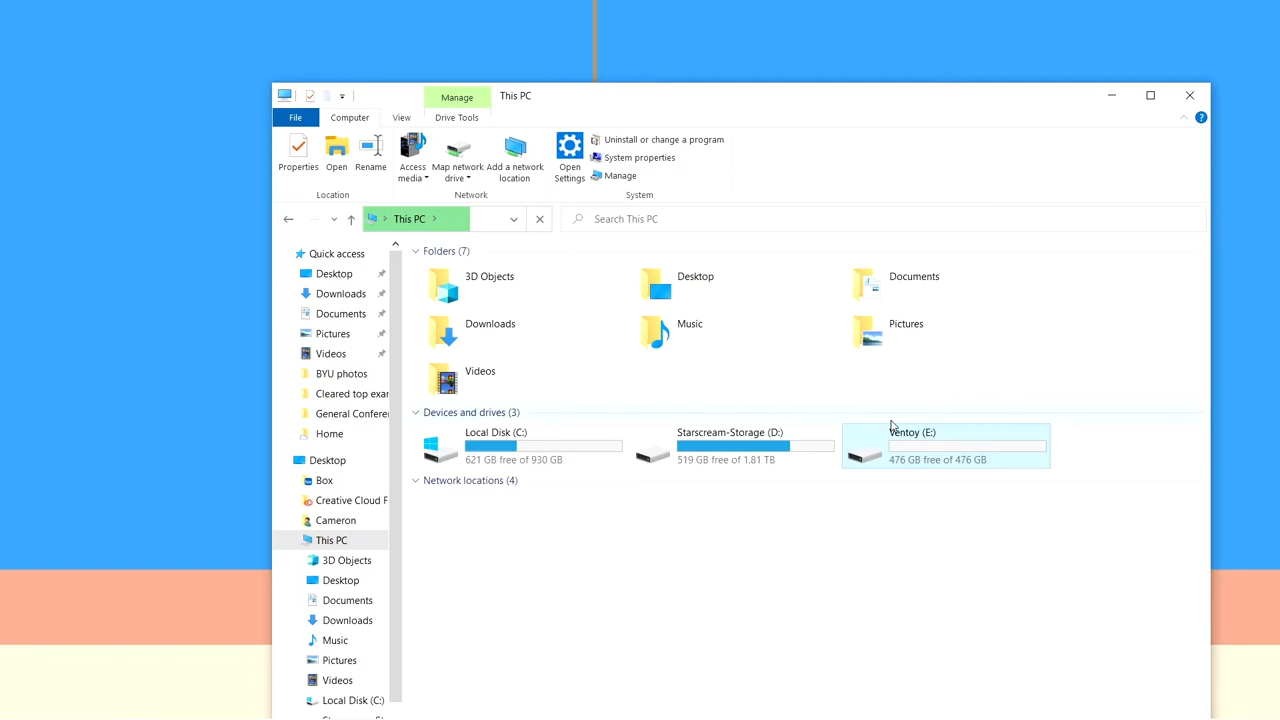 Manage This PC
File Computer View Drive Tools
Properties Open Rename Access media Map network drive Add a network location Open Settings
Uninstall or change a program
System properties
Manage
Location Network System
This PC Search This PC
Quick access
Desktop
Downloads
Documents
Pictures
Videos
BYU photos
Cleared top exar
General Conferen
Home
Desktop
Box
Creative Cloud F
Cameron
This PC
3D Objects
Desktop
Documents
Downloads
Music
Pictures
Videos
Local Disk (C:)
Folders (7)
3D Objects Desktop Documents
Downloads Music Pictures
Videos
Devices and drives (3)
Local Disk (C:) Starscream-Storage (D:) Ventoy (E:)
621 GB free of 930 GB 519 GB free of 1.81 TB 476 GB free of 476 GB
Network locations (4)